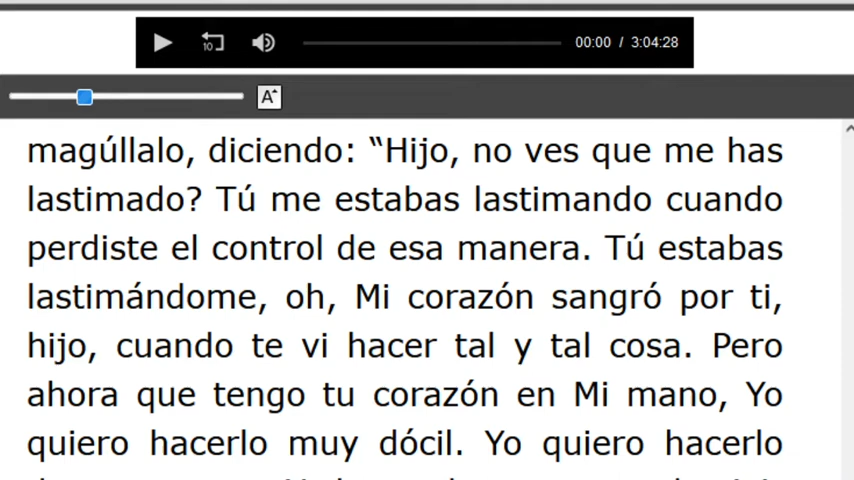 10
00:00 / 3:04:28
A
magúllalo, diciendo: “Hijo, no ves que me has
lastimado? Tú me estabas lastimando cuando
perdiste el control de esa manera. Tú estabas
lastimándome, oh, Mi corazón sangró por ti,
hijo, cuando te vi hacer tal y tal cosa. Pero
ahora que tengo tu corazón en Mi mano, Yo
quiero hacerlo muy dócil. Yo quiero hacerlo